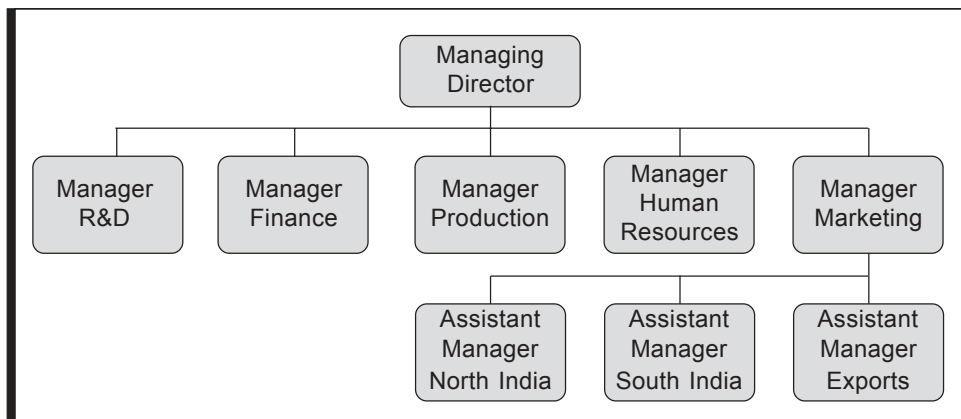 Managing
Director
Manager
R&D
Manager
Finance
Manager
Production
Manager
Human
Resources
Manager
Marketing
Assistant
Manager
North India
Assistant
Manager
South India
Assistant
Manager
Exports